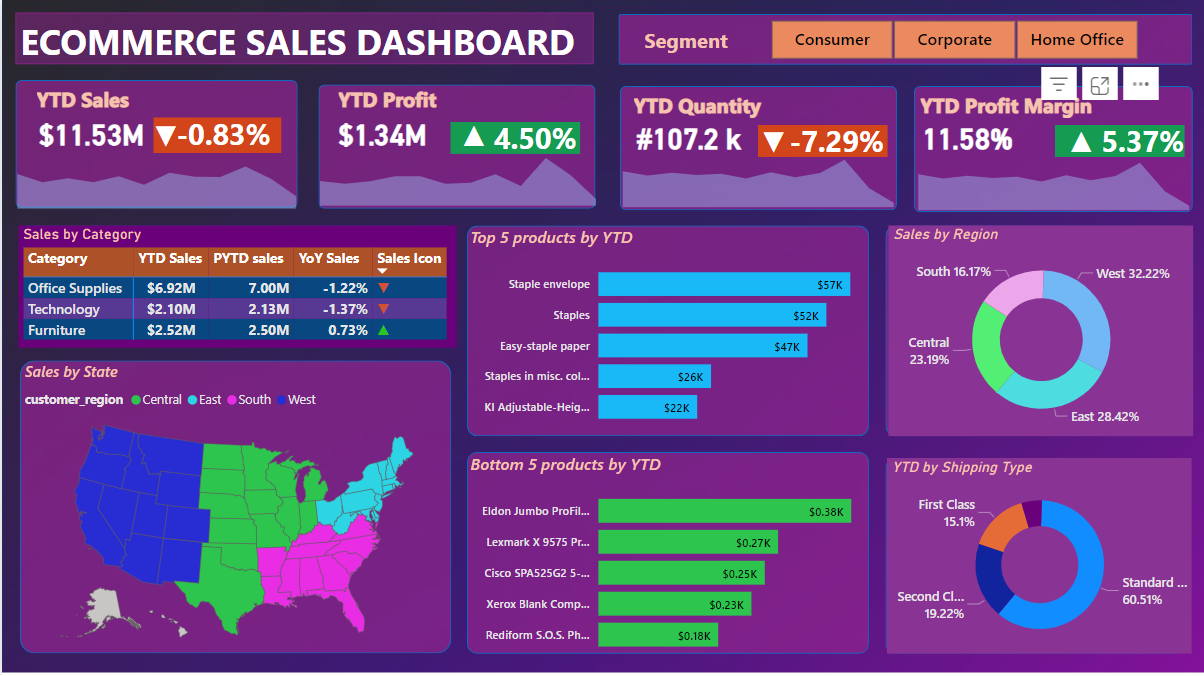 ECOMMERCE SALES DASHBOARD
Segment
Consumer
Corporate
Home Office
YTD Sales
$11.53M ▼-0.83%
YTD Profit
$1.34M ▲ 4.50%
YTD Quantity
#107.2 k ▼ -7.29%
YTD Profit Margin
11.58% ▲ 5.37%
Sales by Category
Category YTD Sales PYTD sales YoY Sales Sales Icon
Office Supplies $6.92M 7.00M -1.22% ▼
Technology $2.10M 2.13M -1.37% ▼
Furniture $2.52M 2.50M 0.73% ▲
Sales by State
customer_region Central East South West
Top 5 products by YTD
Staple envelope $57K
Staples $52K
Easy-staple paper $47K
Staples in misc. col... $26K
KI Adjustable-Heig... $22K
Bottom 5 products by YTD
Eldon Jumbo ProFil... $0.38K
Lexmark X 9575 Pr... $0.27K
Cisco SPA525G2 5-... $0.25K
Xerox Blank Comp... $0.23K
Rediform S.O.S. Ph... $0.18K
Sales by Region
South 16.17%
West 32.22%
Central
23.19%
East 28.42%
YTD by Shipping Type
First Class
15.1%
Second Cl...
19.22%
Standard ...
60.51%